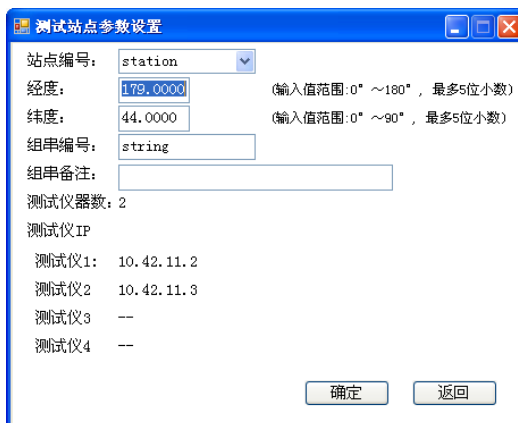 测试站点参数设置
站点编号: station
经度: 179.0000 (输入值范围:0° ～180° , 最多5位小数)
纬度: 44.0000 (输入值范围:0° ～90° , 最多5位小数)
组串编号: string
组串备注:
测试仪器数: 2
测试仪IP
测试仪1: 10.42.11.2
测试仪2 10.42.11.3
测试仪3 --
测试仪4 --
确定 返回